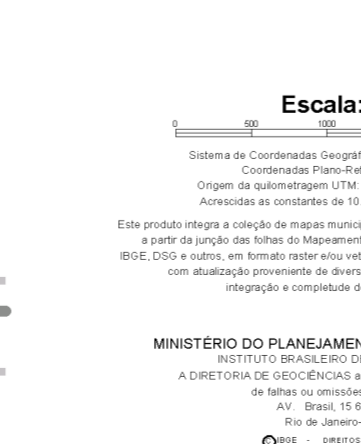 Escala:
0 500 1000
Sistema de Coordenadas Geográf
Coordenadas Plano-Re
Origem da quilometragem UTM:
Acrescidas as constantes de 10
Este produto integra a coleção de mapas munici
a partir da junção das folhas do Mapeamen
IBGE, DSG e outros, em formato raster e/ou vet
com atualização proveniente de divers
integração e completude d
MINISTÉRIO DO PLANEJAMEN
INSTITUTO BRASILEIRO D
A DIRETORIA DE GEOCIÊNCIAS a
de falhas ou omissões
AV. Brasil, 15 6
Rio de Janeiro-
© IBGE - DIREITOS